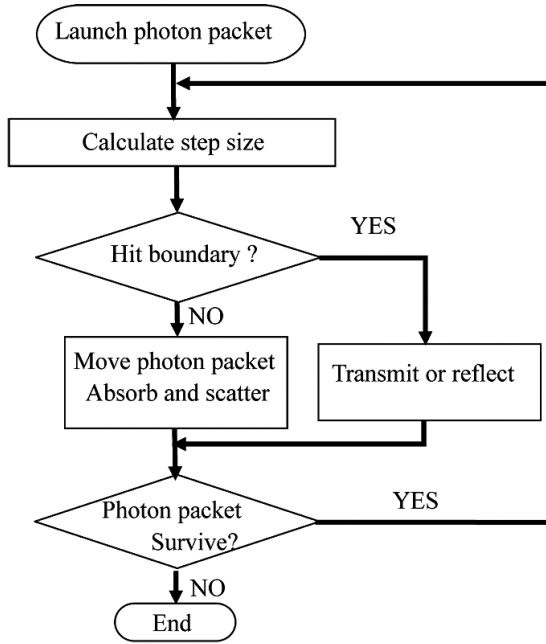 Launch photon packet
Calculate step size
Hit boundary ?
YES
NO
Move photon packet
Absorb and scatter
Transmit or reflect
Photon packet
Survive?
YES
NO
End